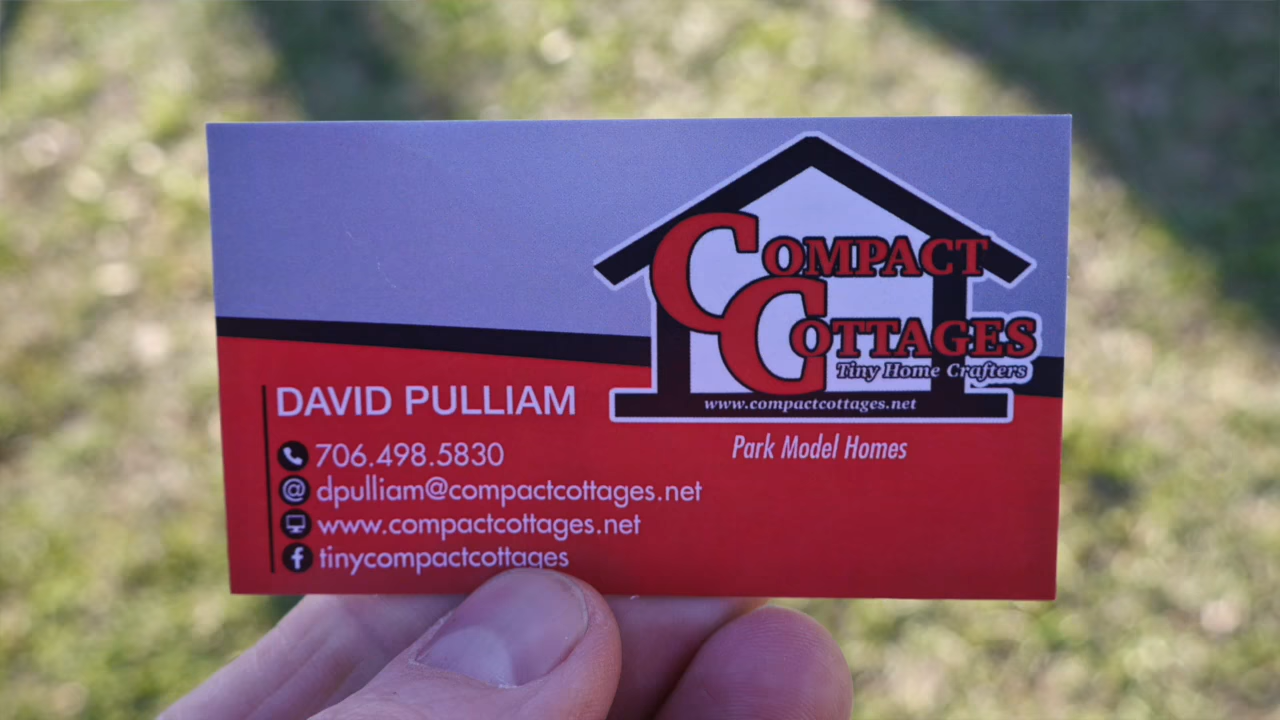 COMPACT
COTTAGES
Tiny Home Crafters
www.compactcottages.net
Park Model Homes
DAVID PULLIAM
706.498.5830
dpulliam@compactcottages.net
www.compactcottages.net
tinycompactcottages